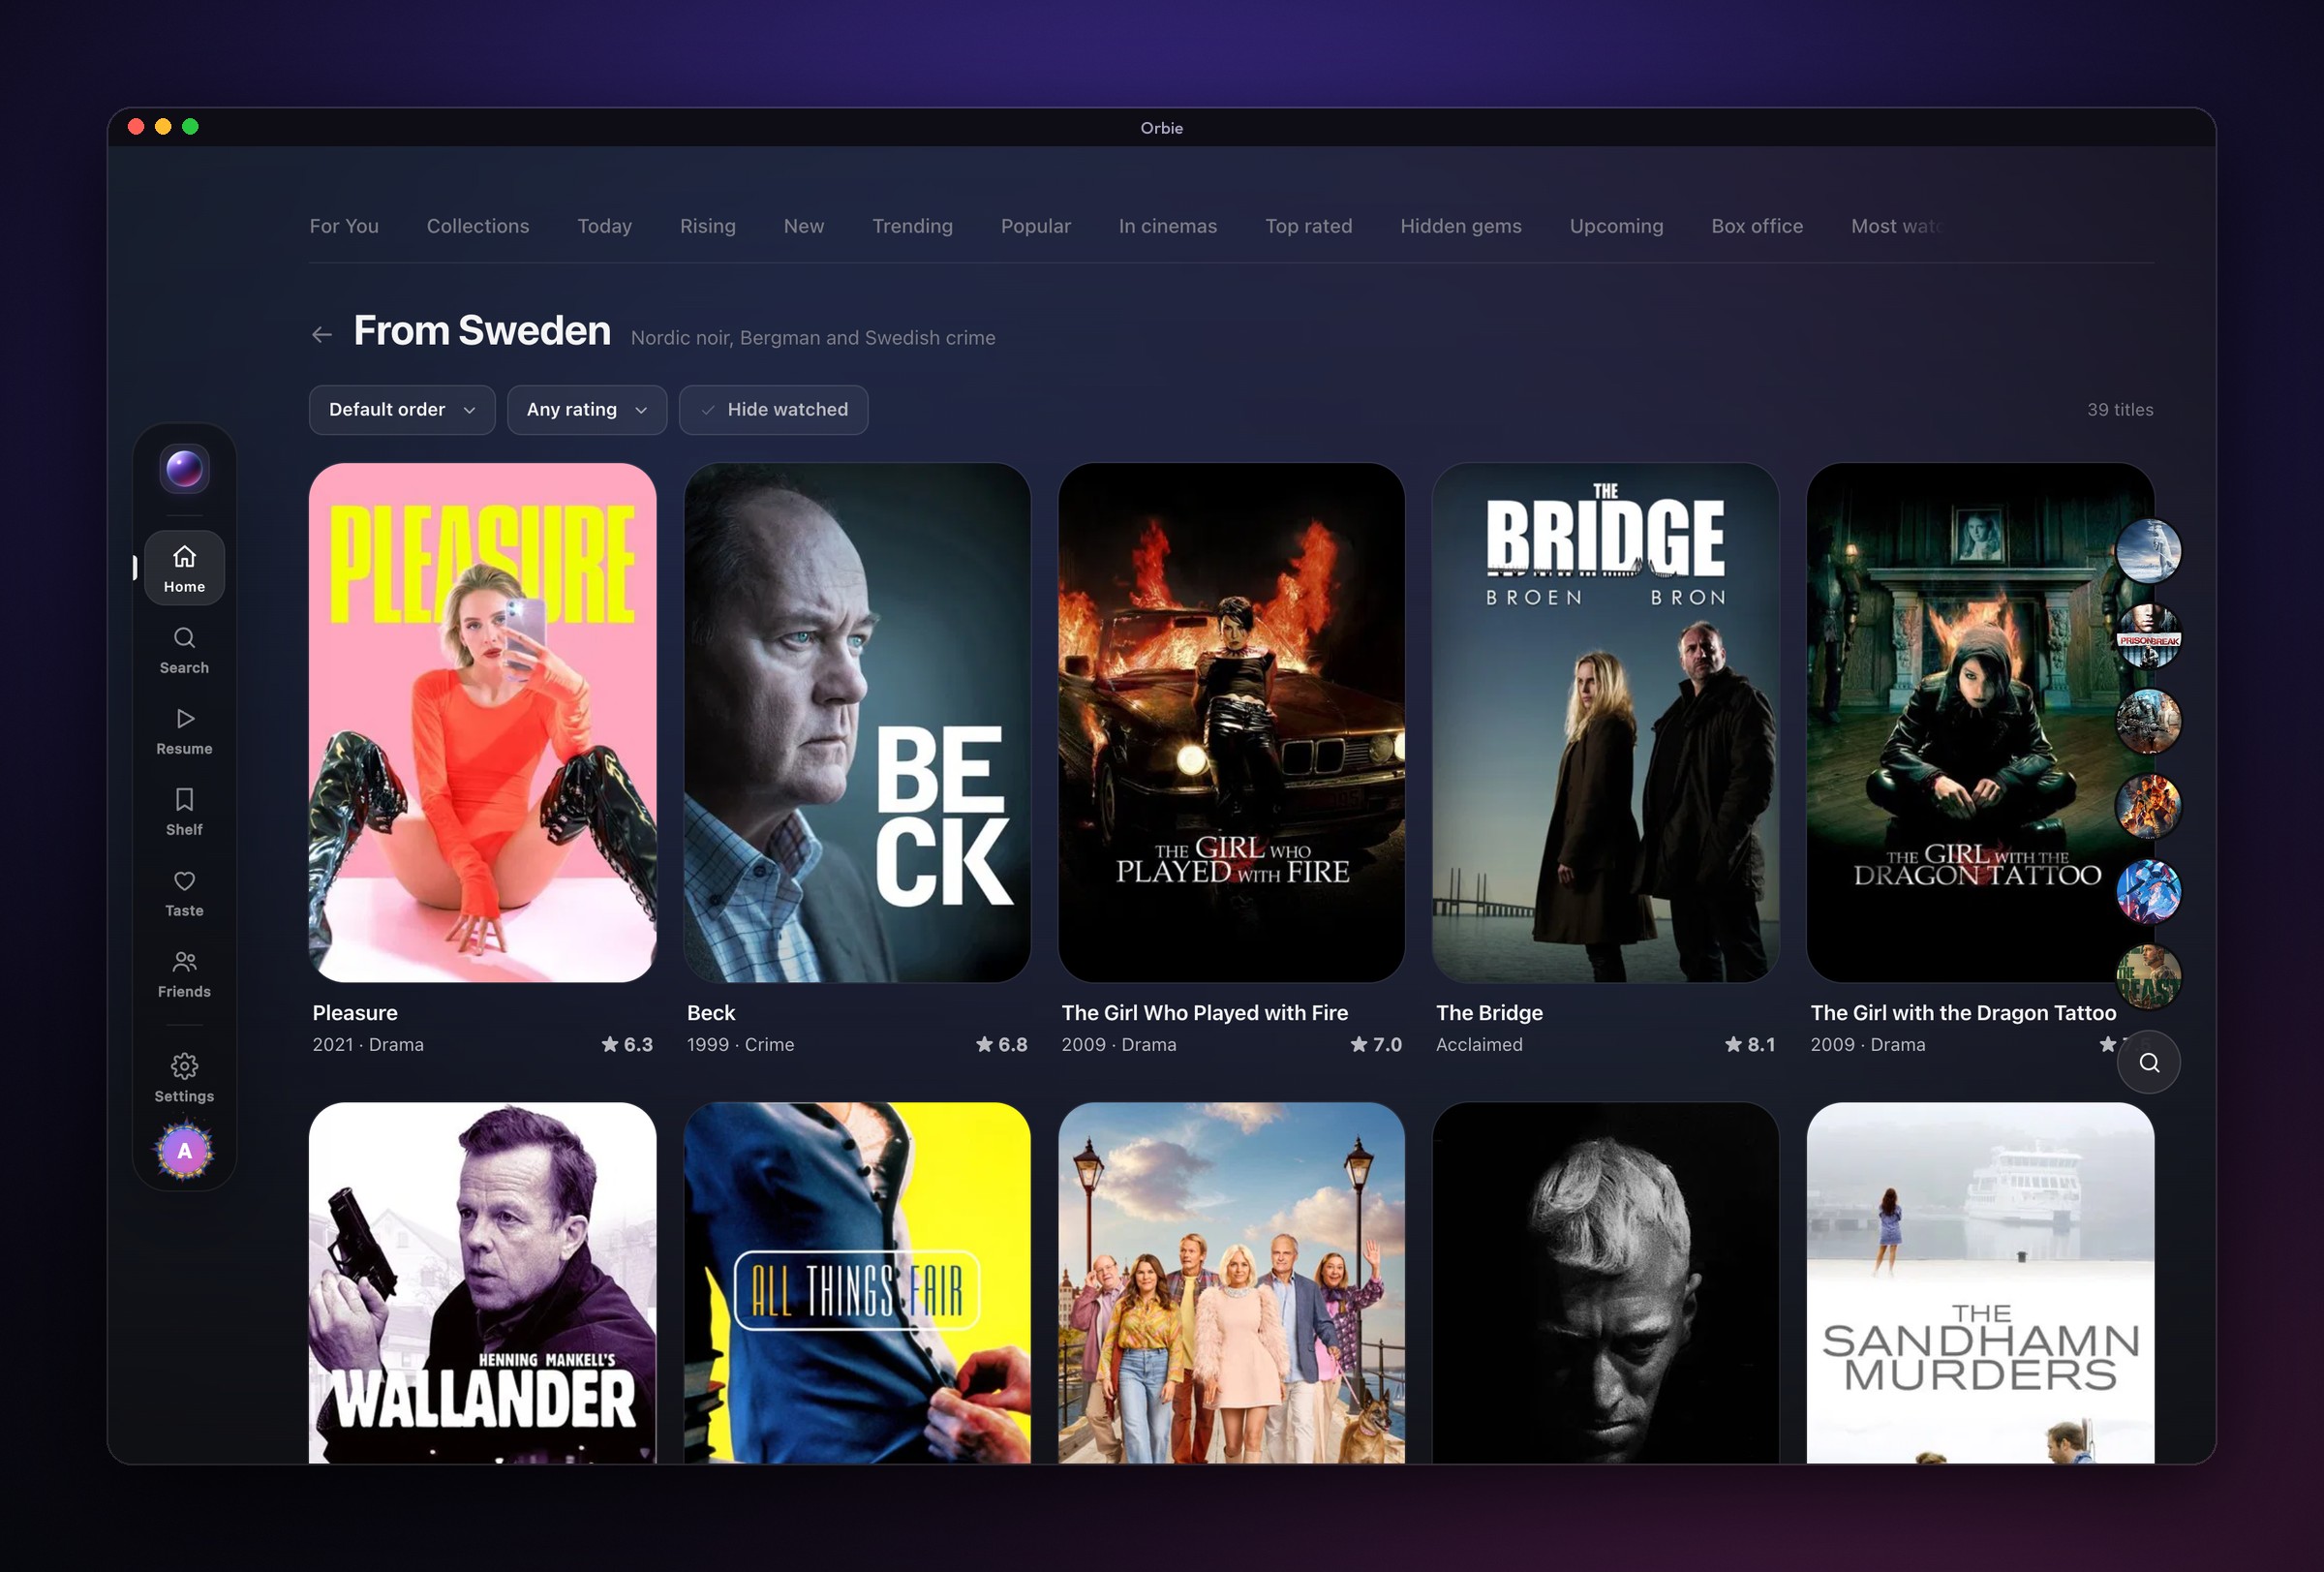 Orbie
For You Collections Today Rising New Trending Popular In cinemas Top rated Hidden gems Upcoming Box office Most watc
From Sweden Nordic noir, Bergman and Swedish crime
Default order Any rating Hide watched 39 titles
Home
Search
Resume
Shelf
Taste
Friends
Settings
A
PLEASURE
BE
CK
THE GIRL WHO
PLAYED WITH FIRE
THE
BRIDGE
BROEN BRON
THE GIRL WITH THE
DRAGON TATTOO
PRISON BREAK
OF THE
BEAST
Pleasure
2021 · Drama 6.3
Beck
1999 · Crime 6.8
The Girl Who Played with Fire
2009 · Drama 7.0
The Bridge
Acclaimed 8.1
The Girl with the Dragon Tattoo
2009 · Drama
HENNING MANKELL'S
WALLANDER
ALL THINGS FAIR
THE
SANDHAMN
MURDERS